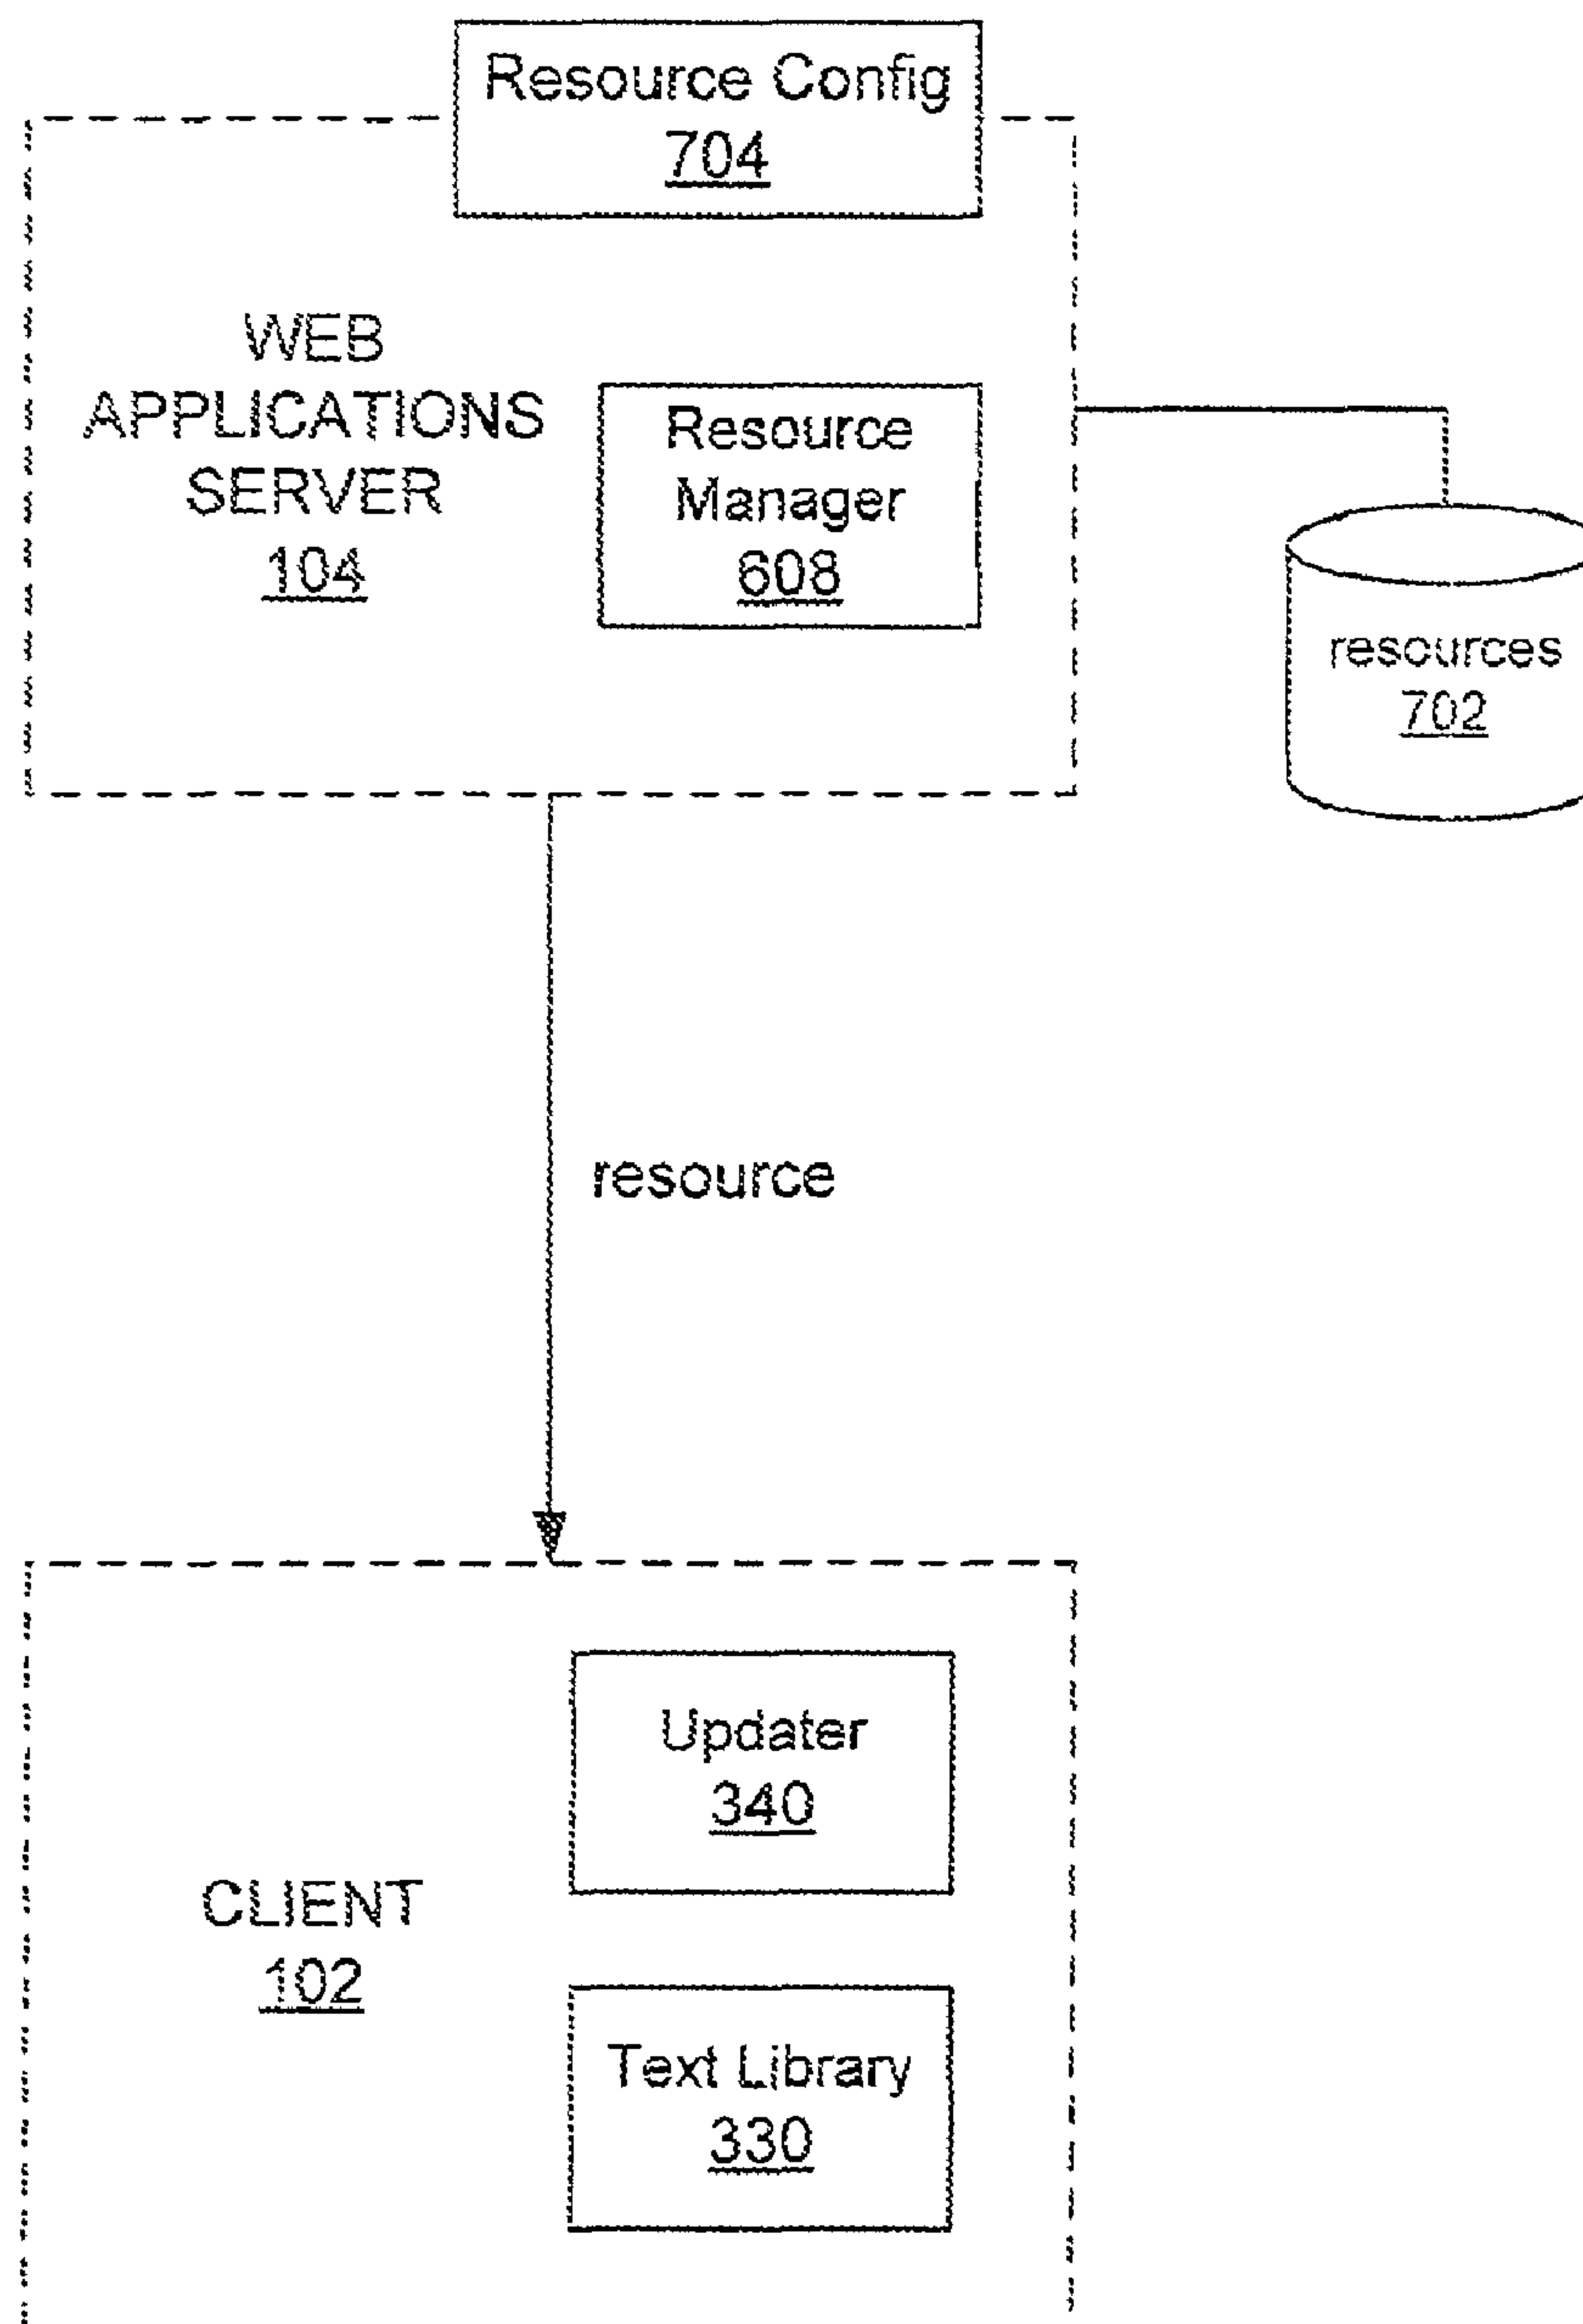 Resource Config
704
WEB
APPLICATIONS
SERVER
104
Resource
Manager
608
resources
702
resource
Updater
340
CLIENT
102
Text Library
330